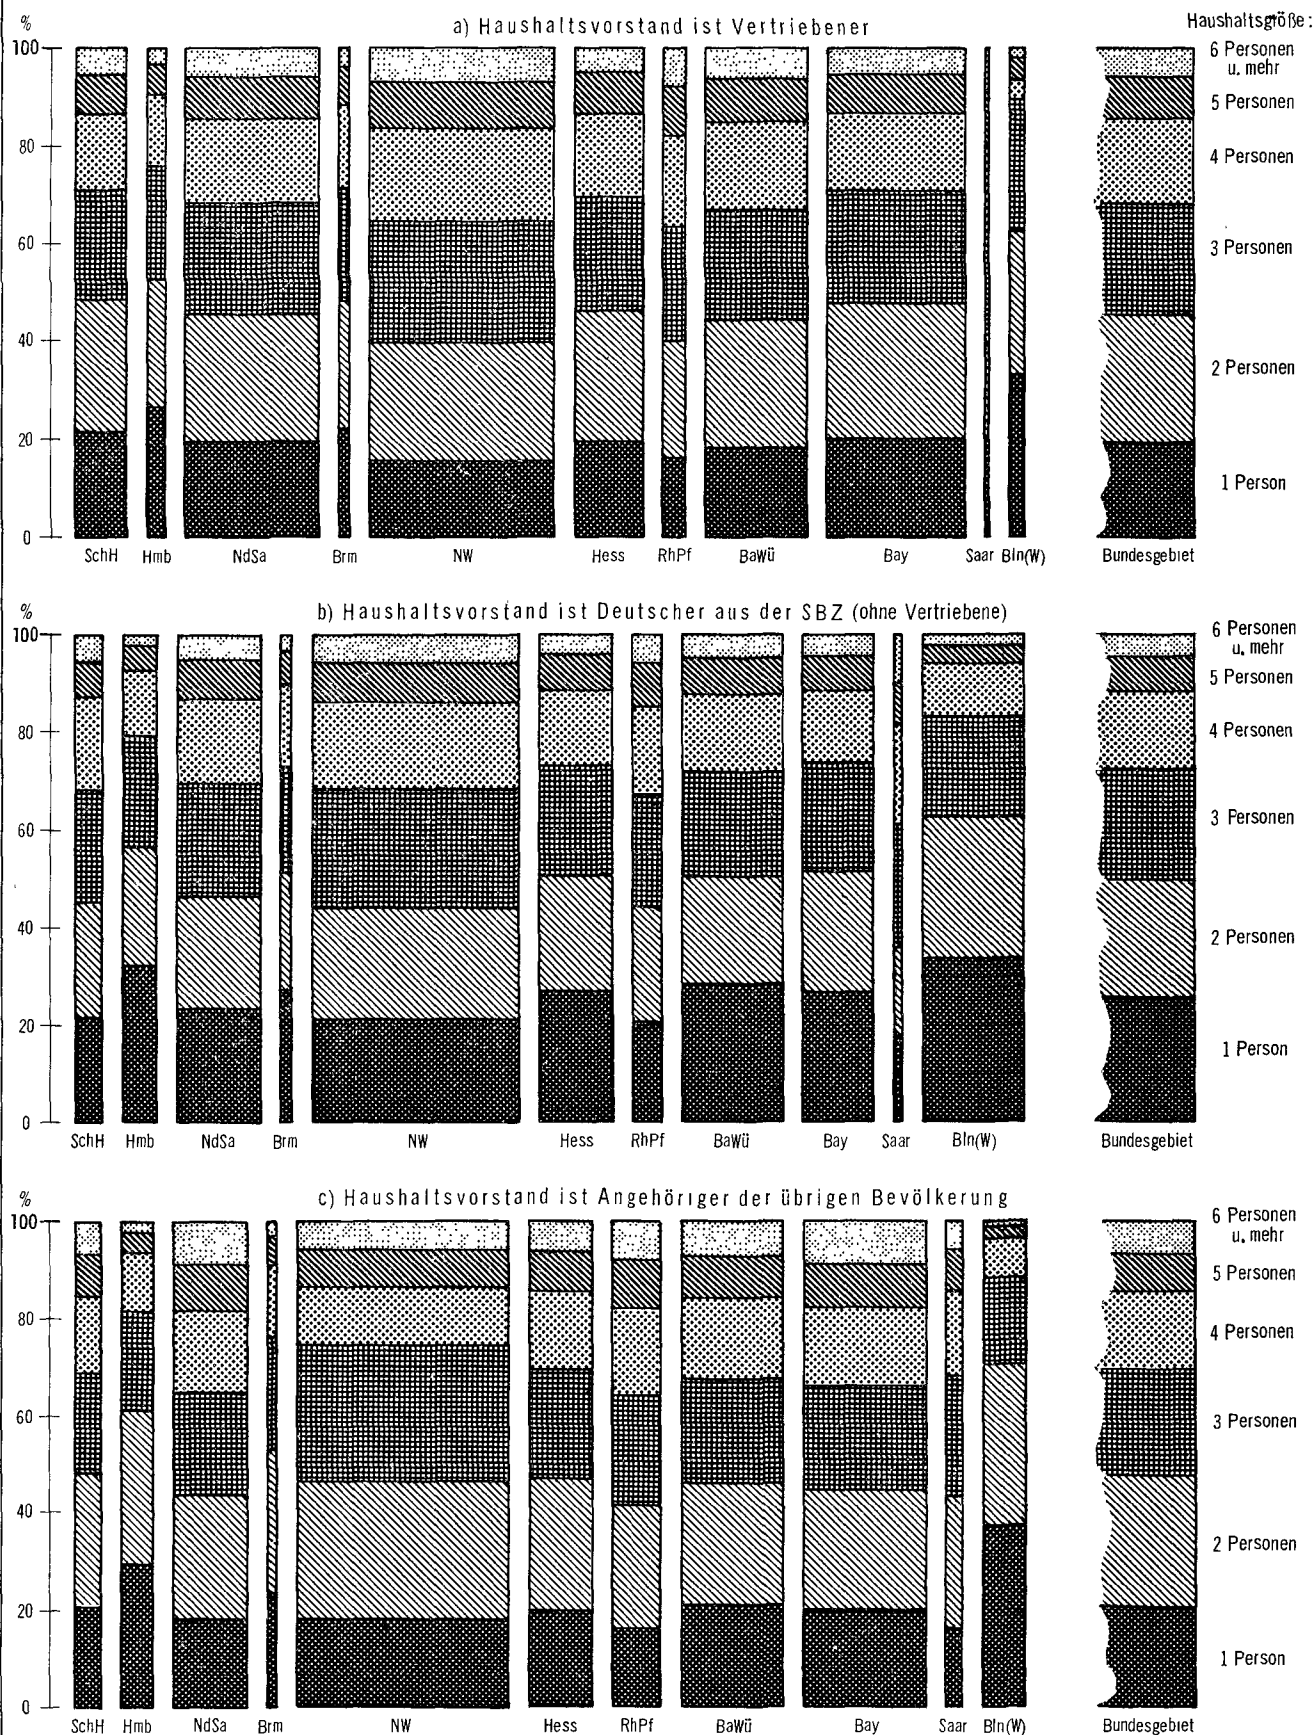 Haushaltsgröße:
% a) Haushaltsvorstand ist Vertriebener
100 6 Personen
u. mehr
5 Personen
80 4 Personen
60 3 Personen
40 2 Personen
20 1 Person
0
SchH Hmb NdSa Brm NW Hess RhPf BaWü Bay Saar Bln(W) Bundesgebiet
% b) Haushaltsvorstand ist Deutscher aus der SBZ (ohne Vertriebene)
100 6 Personen
u. mehr
5 Personen
80 4 Personen
60 3 Personen
40 2 Personen
20 1 Person
0
SchH Hmb NdSa Brm NW Hess RhPf BaWü Bay Saar Bln(W) Bundesgebiet
% c) Haushaltsvorstand ist Angehöriger der übrigen Bevölkerung
100 6 Personen
u. mehr
5 Personen
80 4 Personen
60 3 Personen
40 2 Personen
20 1 Person
0
SchH Hmb NdSa Brm NW Hess RhPf BaWü Bay Saar Bln(W) Bundesgebiet